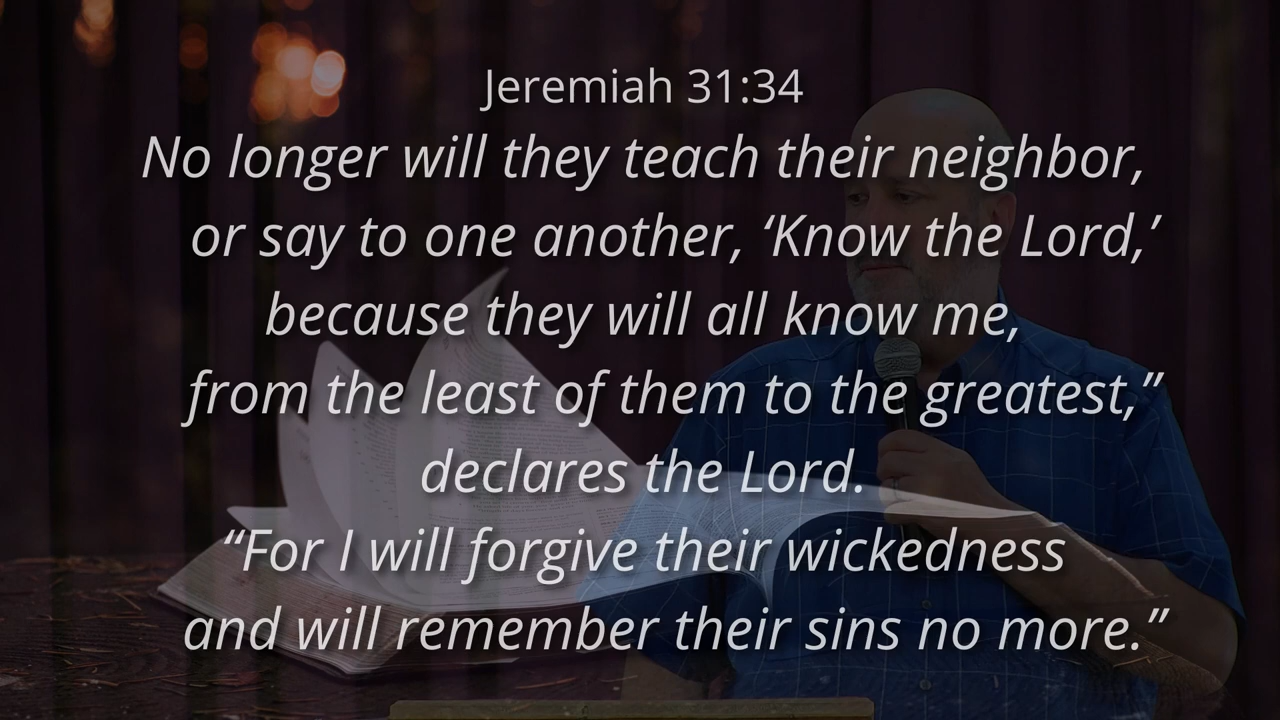 Jeremiah 31:34
No longer will they teach their neighbor,
or say to one another, ‘Know the Lord,’
because they will all know me,
from the least of them to the greatest,”
declares the Lord.
“For I will forgive their wickedness
and will remember their sins no more.”